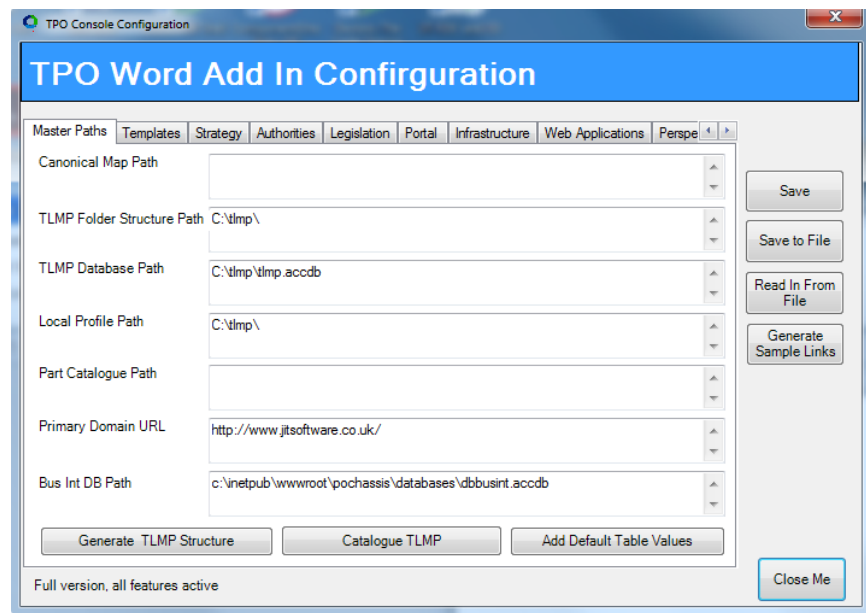 TPO Console Configuration
TPO Word Add In Confirguration
Master Paths Templates Strategy Authorities Legislation Portal Infrastructure Web Applications Perspe
Canonical Map Path
TLMP Folder Structure Path C:\tlmp\
TLMP Database Path C:\tlmp\tlmp.accdb
Local Profile Path C:\tlmp\
Part Catalogue Path
Primary Domain URL http://www.jitsoftware.co.uk/
Bus Int DB Path c:\inetpub\wwwroot\pochassis\databases\dbbusint.accdb
Generate TLMP Structure Catalogue TLMP Add Default Table Values
Full version, all features active
Save
Save to File
Read In From
File
Generate
Sample Links
Close Me